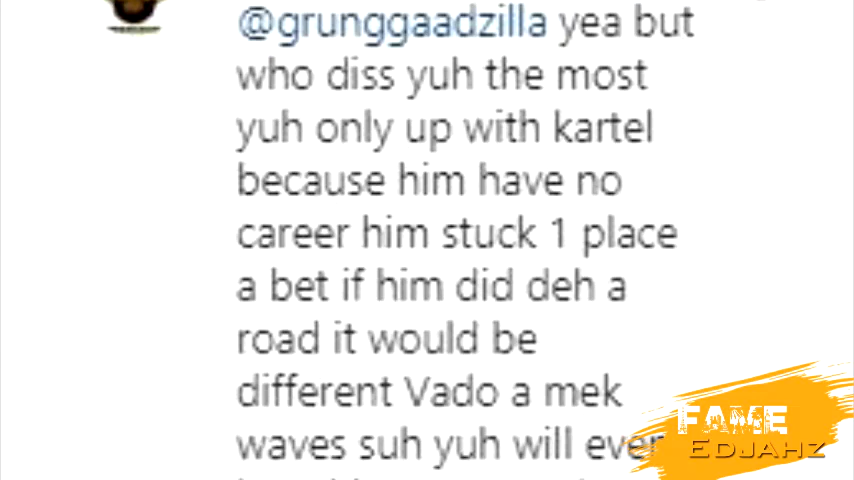 @grunggaadzilla yea but
who diss yuh the most
yuh only up with kartel
because him have no
career him stuck 1 place
a bet if him did deh a
road it would be
different Vado a mek
waves suh yuh will ever
FAME
EDJAHZ